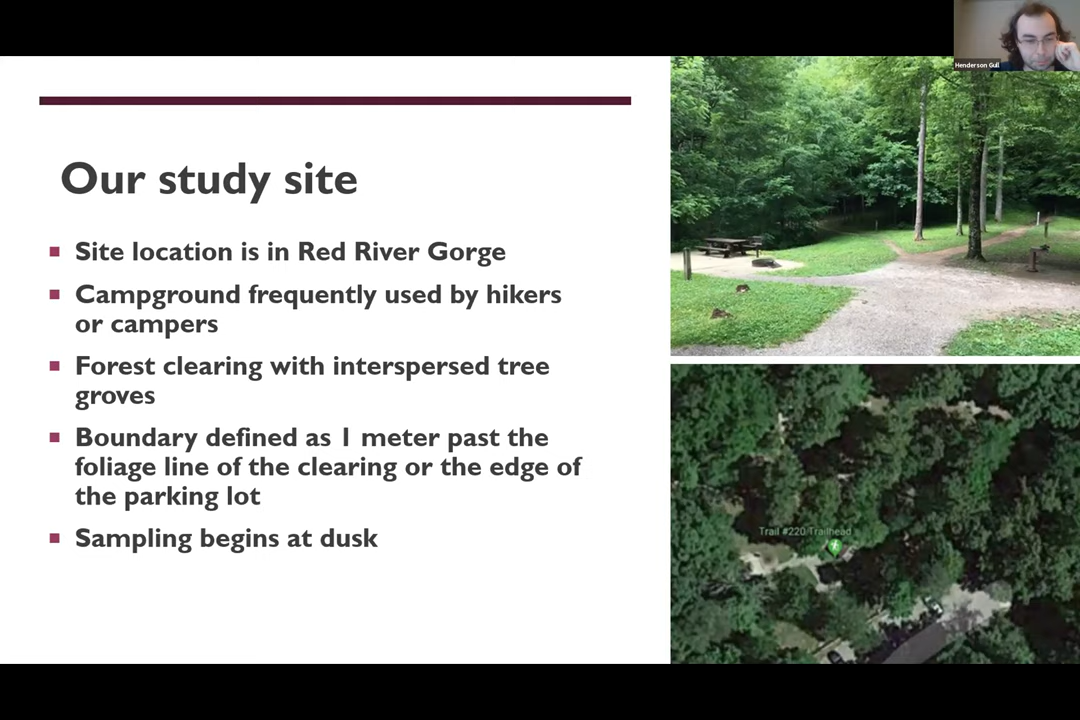 Henderson Gull
Our study site
Site location is in Red River Gorge
Campground frequently used by hikers
or campers
Forest clearing with interspersed tree
groves
Boundary defined as 1 meter past the
foliage line of the clearing or the edge of
the parking lot
Sampling begins at dusk
Trail #220 Trailhead